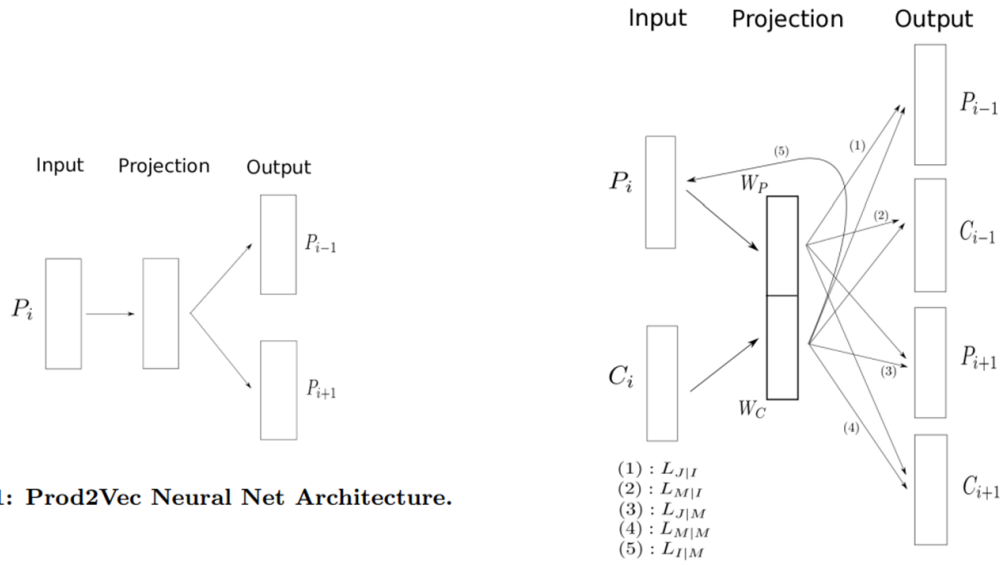 Input Projection Output
P_i
P_{i−1}
P_{i+1}
1: Prod2Vec Neural Net Architecture.
Input Projection Output
P_i
C_i
W_P
W_C
(5)
(1)
(2)
(3)
(4)
P_{i−1}
C_{i−1}
P_{i+1}
C_{i+1}
(1) : L_{J|I}
(2) : L_{M|I}
(3) : L_{J|M}
(4) : L_{M|M}
(5) : L_{I|M}